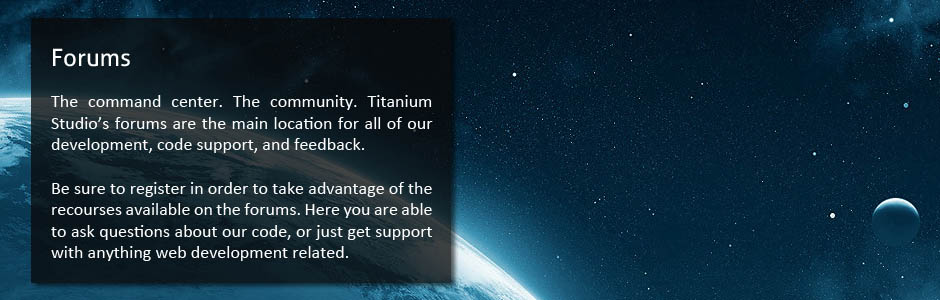 Forums
The command center. The community. Titanium
Studio's forums are the main location for all of our
development, code support, and feedback.
Be sure to register in order to take advantage of the
recourses available on the forums. Here you are able
to ask questions about our code, or just get support
with anything web development related.